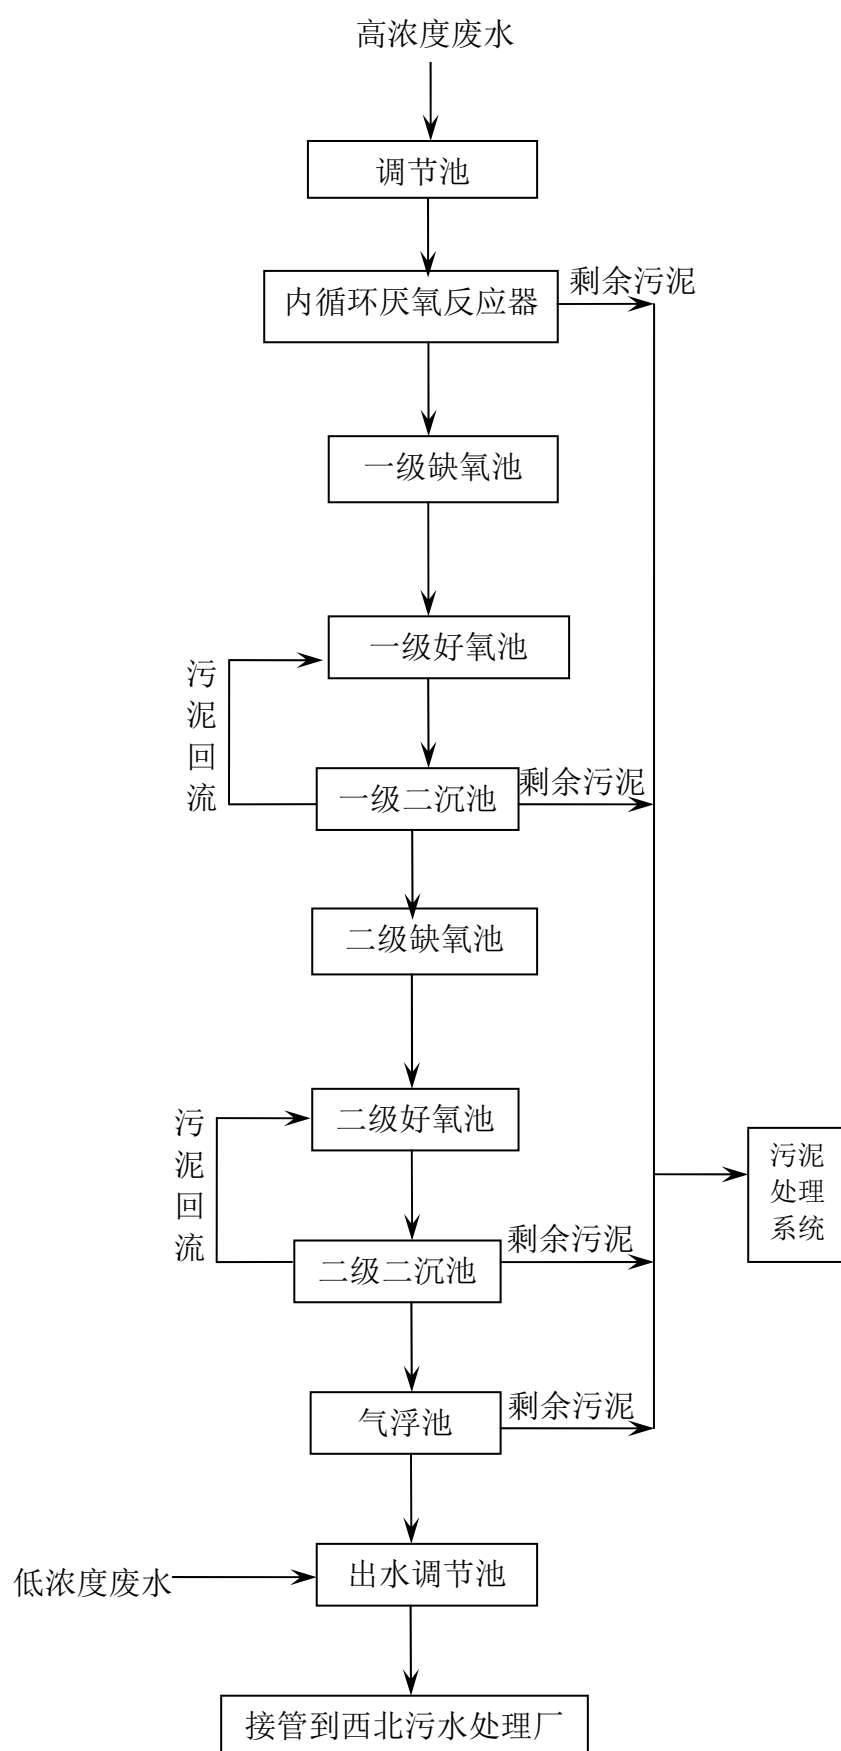 高浓度废水
调节池
内循环厌氧反应器
剩余污泥
一级缺氧池
一级好氧池
污
泥
回
流
一级二沉池
剩余污泥
二级缺氧池
二级好氧池
污
泥
回
流
污泥
处理
系统
二级二沉池
剩余污泥
气浮池
剩余污泥
低浓度废水
出水调节池
接管到西北污水处理厂